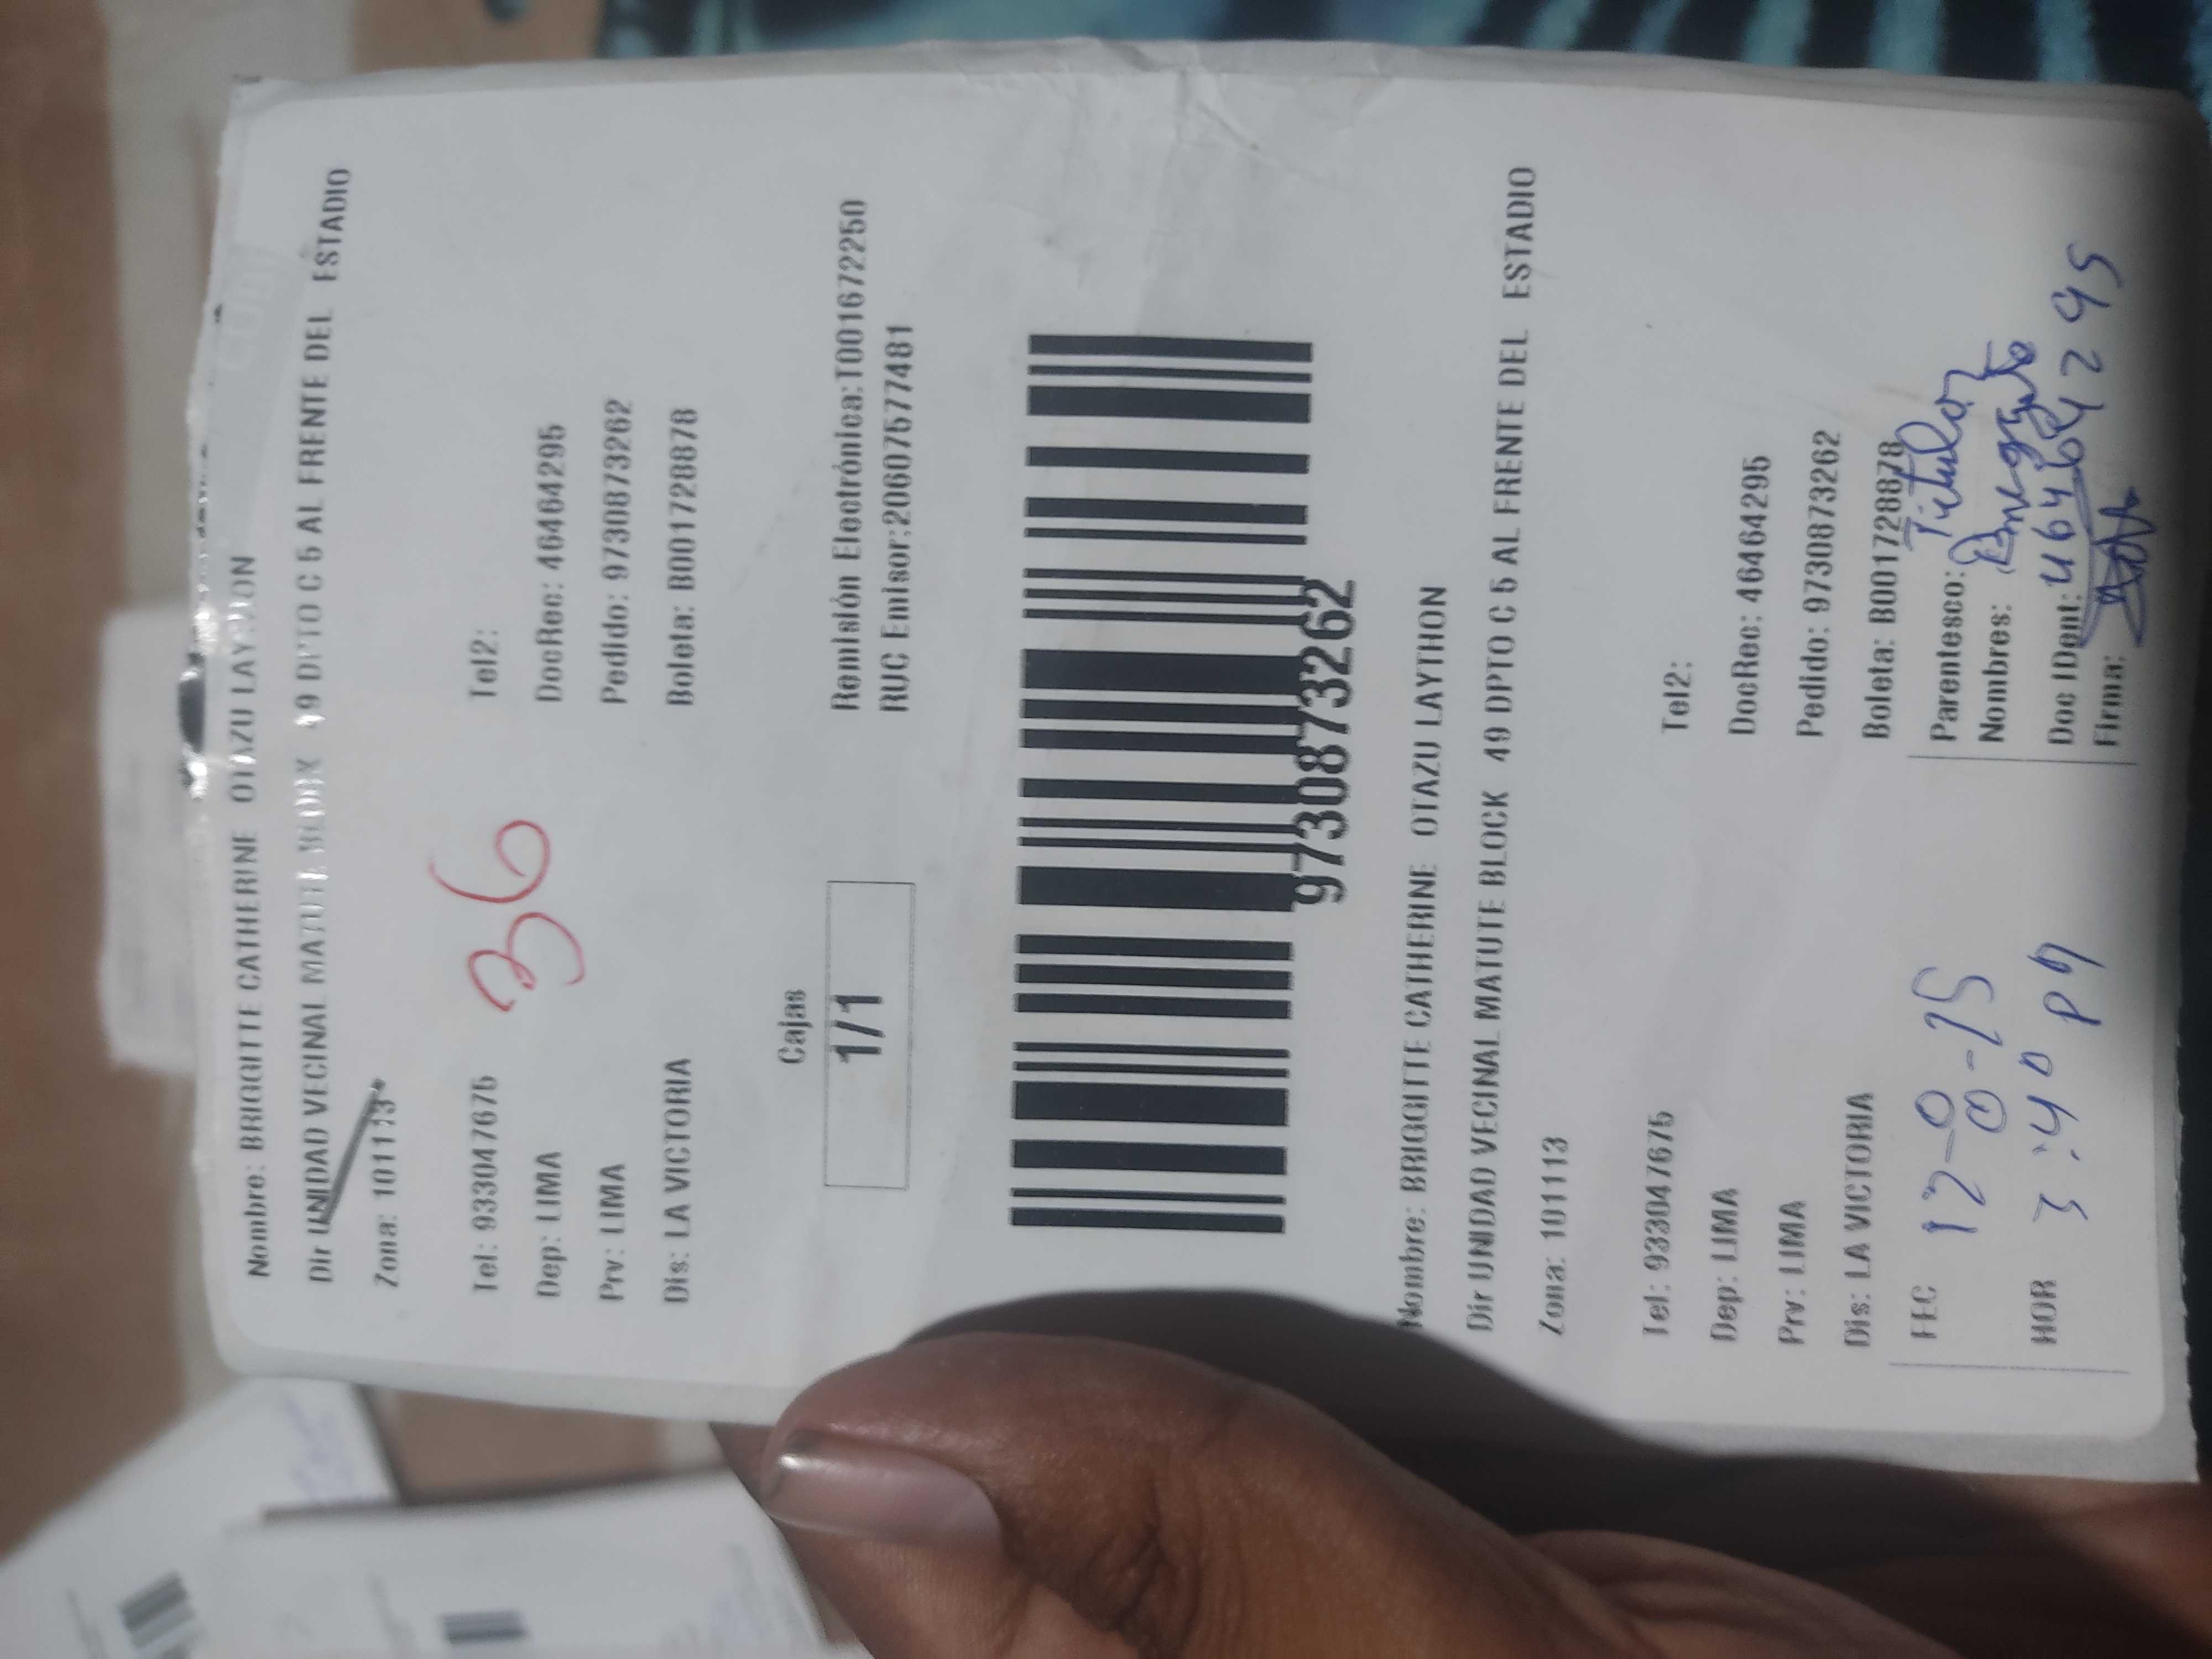 Nombre: BRIGGITTE CATHERINE OTAZU LAYTHON
Dir UNIDAD VECINAL MATUTE BLOCK 49 DPTO C 5 AL FRENTE DEL ESTADIO
Zona: 101113
36
Tel: 933047675 Tel2:
Dep: LIMA DocRec: 46464295
Prv: LIMA Pedido: 9730873262
Dis: LA VICTORIA Boleta: B001728878
Cajas
1/1
Remisión Electrónica:T001672250
RUC Emisor:20607577481
9730873262
Nombre: BRIGGITTE CATHERINE OTAZU LAYTHON
Dir UNIDAD VECINAL MATUTE BLOCK 49 DPTO C 5 AL FRENTE DEL ESTADIO
Zona: 101113
Tel: 933047675 Tel2:
Dep: LIMA DocRec: 46464295
Prv: LIMA Pedido: 9730873262
Dis: LA VICTORIA Boleta: B001728878
FEC Parentesco: Titular
Nombres:
HOR 3:40 PM Doc IDent: 46464295
Firma: